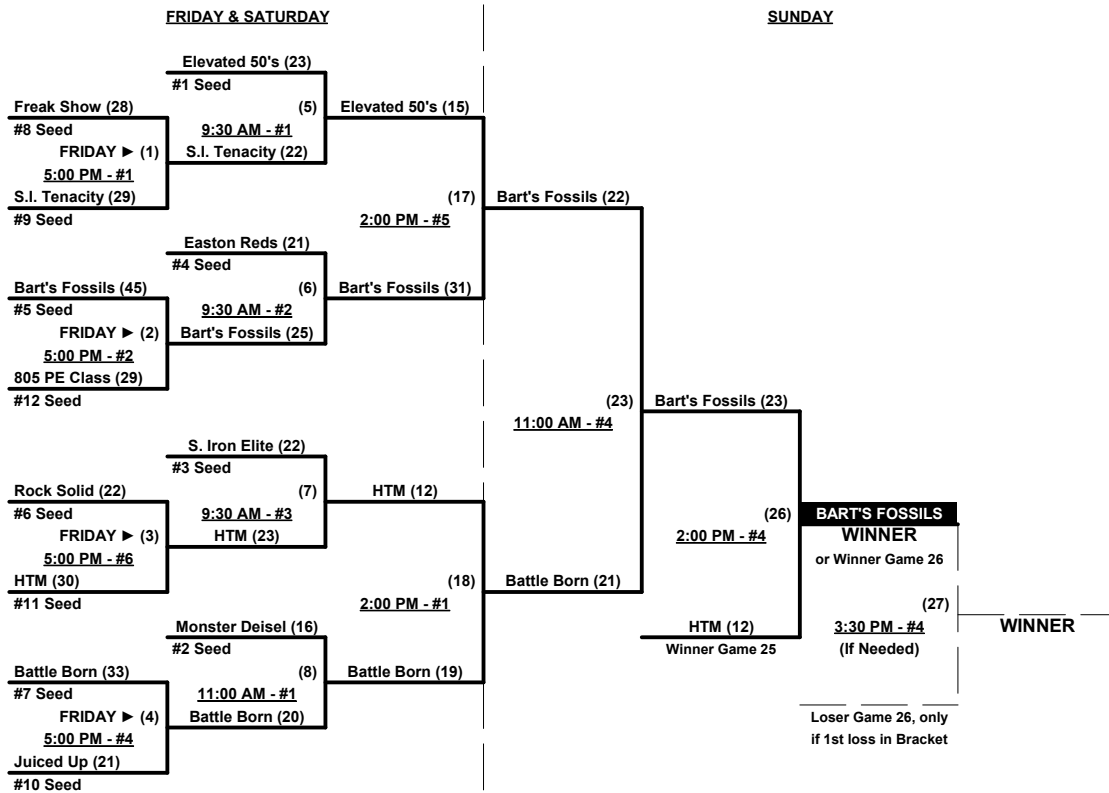 FRIDAY & SATURDAY
SUNDAY
Elevated 50's (23)
#1 Seed
Freak Show (28)
#8 Seed
(5)
Elevated 50's (15)
9:30 AM - #1
FRIDAY ► (1)
S.I. Tenacity (22)
5:00 PM - #1
S.I. Tenacity (29)
#9 Seed
(17)
Bart's Fossils (22)
2:00 PM - #5
Easton Reds (21)
#4 Seed
Bart's Fossils (45)
#5 Seed
(6)
Bart's Fossils (31)
9:30 AM - #2
FRIDAY ► (2)
Bart's Fossils (25)
5:00 PM - #2
805 PE Class (29)
#12 Seed
(23)
Bart's Fossils (23)
11:00 AM - #4
S. Iron Elite (22)
#3 Seed
Rock Solid (22)
#6 Seed
(7)
HTM (12)
9:30 AM - #3
FRIDAY ► (3)
HTM (23)
5:00 PM - #6
HTM (30)
#11 Seed
(26)
BART'S FOSSILS
2:00 PM - #4
WINNER
or Winner Game 26
(18)
Battle Born (21)
2:00 PM - #1
Monster Deisel (16)
#2 Seed
HTM (12)
Winner Game 25
(27)
3:30 PM - #4
(If Needed)
WINNER
Battle Born (33)
#7 Seed
(8)
Battle Born (19)
11:00 AM - #1
FRIDAY ► (4)
Battle Born (20)
5:00 PM - #4
Juiced Up (21)
#10 Seed
Loser Game 26, only
if 1st loss in Bracket